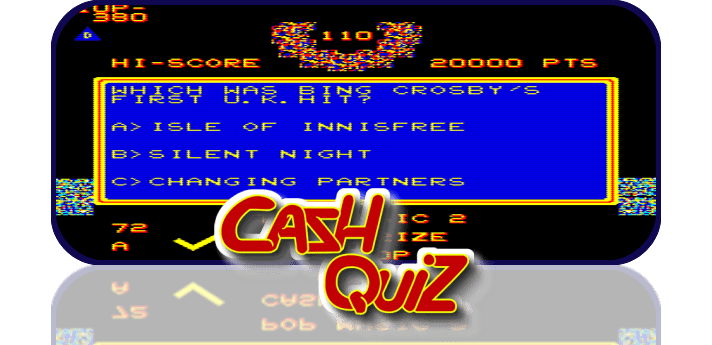 UP-
380
D
110
HI-SCORE 20000 PTS
WHICH WAS BING CROSBY'S
FIRST U.K.HIT?
A>ISLE OF INNISFREE
B>SILENT NIGHT
C>CHANGING PARTNERS
72
IC 2
A
IZE
OP
CASH
QUIZ